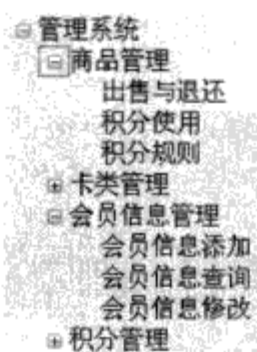 管理系统
商品管理
出售与退还
积分使用
积分规则
卡类管理
会员信息管理
会员信息添加
会员信息查询
会员信息修改
积分管理